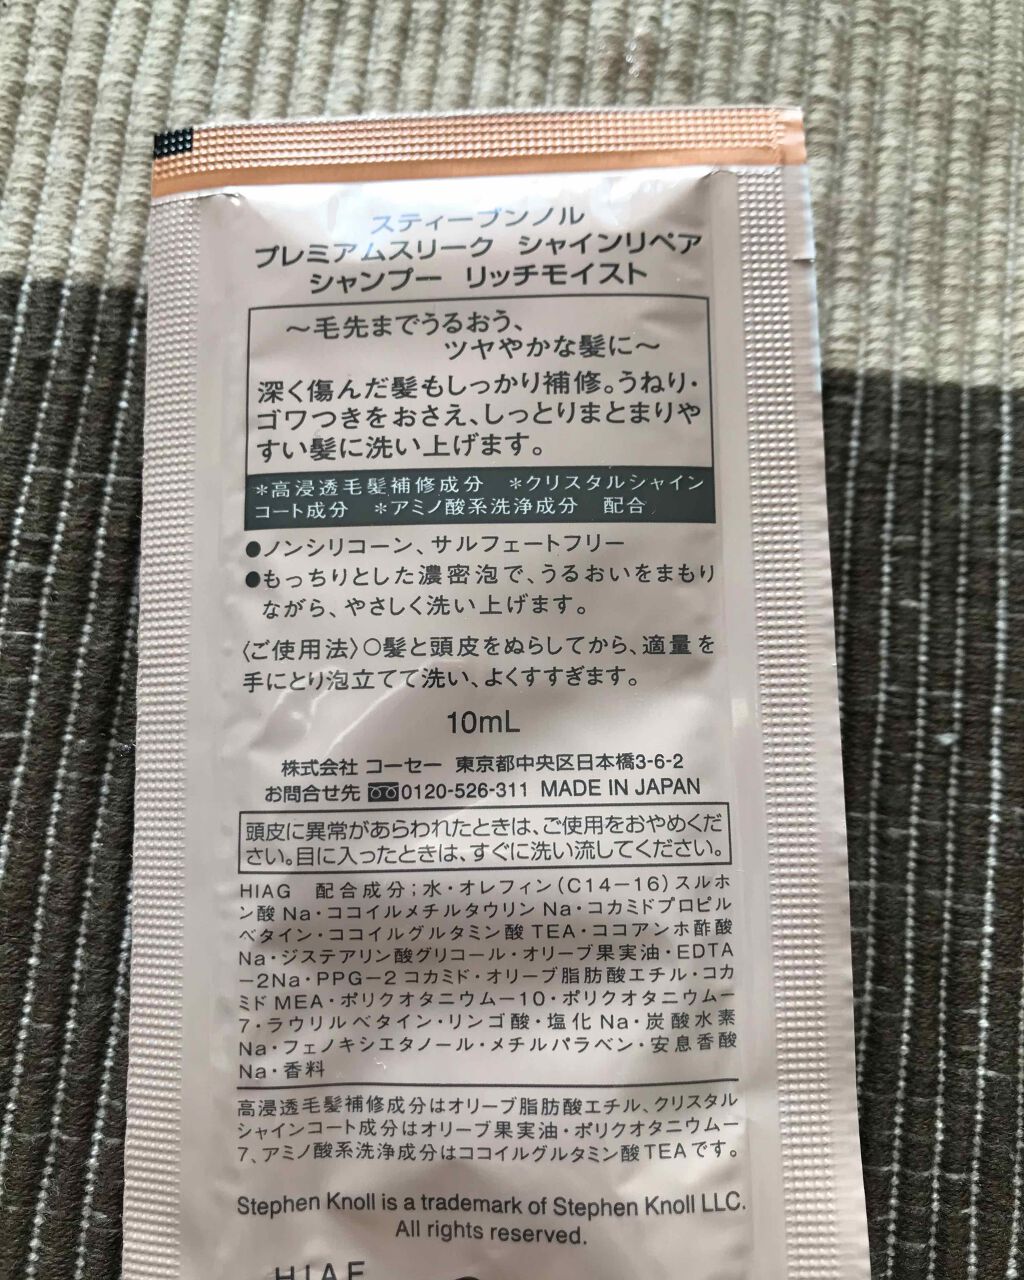 スティーブンノル
プレミアムスリーク シャインリペア
シャンプー リッチモイスト
～毛先までうるおう、
ツヤやかな髪に～
深く傷んだ髪もしっかり補修。うねり・
ゴワつきをおさえ、しっとりまとまりや
すい髪に洗い上げます。
＊高浸透毛髪補修成分 ＊クリスタルシャイン
コート成分 ＊アミノ酸系洗浄成分 配合
●ノンシリコーン、サルフェートフリー
●もっちりとした濃密泡で、うるおいをまもり
ながら、やさしく洗い上げます。
〈ご使用法〉○髪と頭皮をぬらしてから、適量を
手にとり泡立てて洗い、よくすすぎます。
10mL
株式会社 コーセー 東京都中央区日本橋3-6-2
お問合せ先 0120-526-311 MADE IN JAPAN
頭皮に異常があらわれたときは、ご使用をおやめくだ
さい。目に入ったときは、すぐに洗い流してください。
HIAG 配合成分；水・オレフィン（C14－16）スルホ
ン酸 Na・ココイルメチルタウリン Na・コカミドプロピル
ベタイン・ココイルグルタミン酸 TEA・ココアンホ酢酸
Na・ジステアリン酸グリコール・オリーブ果実油・EDTA
－2Na・PPG－2 コカミド・オリーブ脂肪酸エチル・コカ
ミド MEA・ポリクオタニウム－10・ポリクオタニウム－
7・ラウリルベタイン・リンゴ酸・塩化 Na・炭酸水素
Na・フェノキシエタノール・メチルパラベン・安息香酸
Na・香料
高浸透毛髪補修成分はオリーブ脂肪酸エチル、クリスタル
シャインコート成分はオリーブ果実油・ポリクオタニウム－
7、アミノ酸系洗浄成分はココイルグルタミン酸TEAです。
Stephen Knoll is a trademark of Stephen Knoll LLC.
All rights reserved.
HIAF